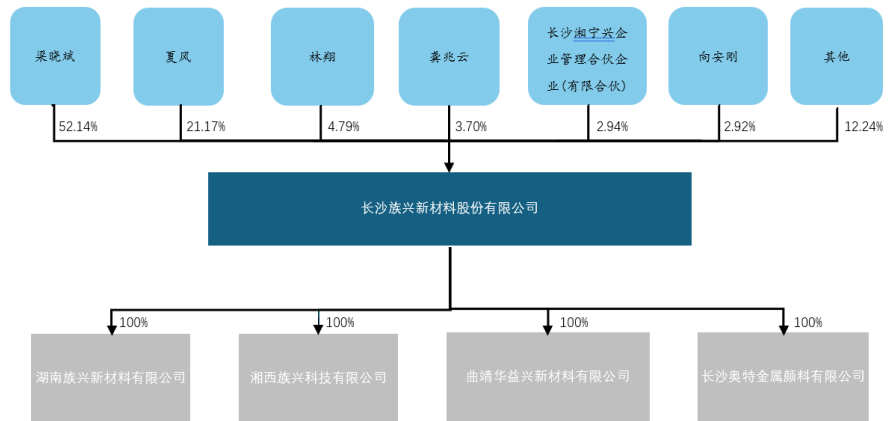 梁晓斌
夏风
林翔
龚兆云
长沙湘宇兴企
业管理合伙企
业(有限合伙)
向安刚
其他
52.14%
21.17%
4.79%
3.70%
2.94%
2.92%
12.24%
长沙族兴新材料股份有限公司
100%
100%
100%
100%
湖南族兴新材料有限公司
湘西族兴科技有限公司
曲靖华益兴新材料有限公司
长沙奥特金属颜料有限公司